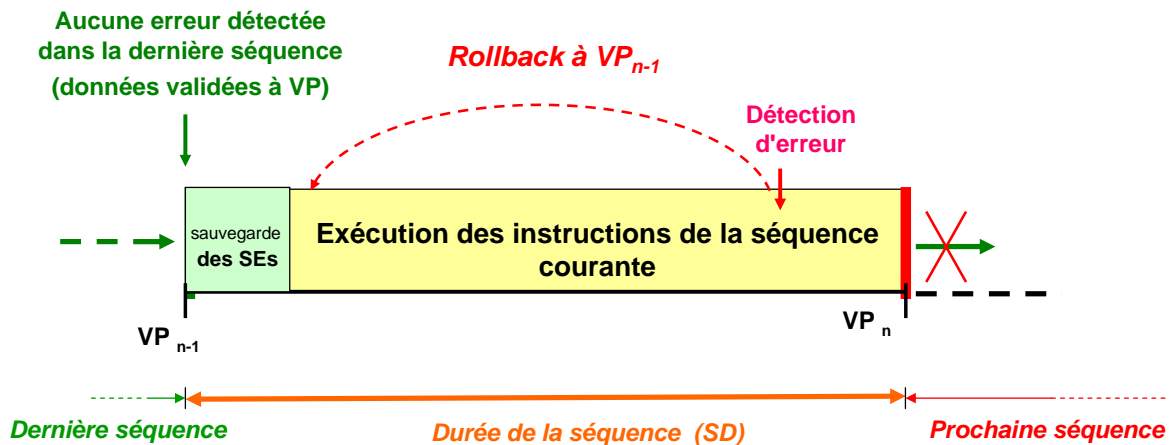 Aucune erreur détectée
dans la dernière séquence
(données validées à VP)
Rollback à VPn-1
Détection
d'erreur
sauvegarde
des SEs
Exécution des instructions de la séquence
courante
VP n-1
VP n
Dernière séquence
Durée de la séquence (SD)
Prochaine séquence